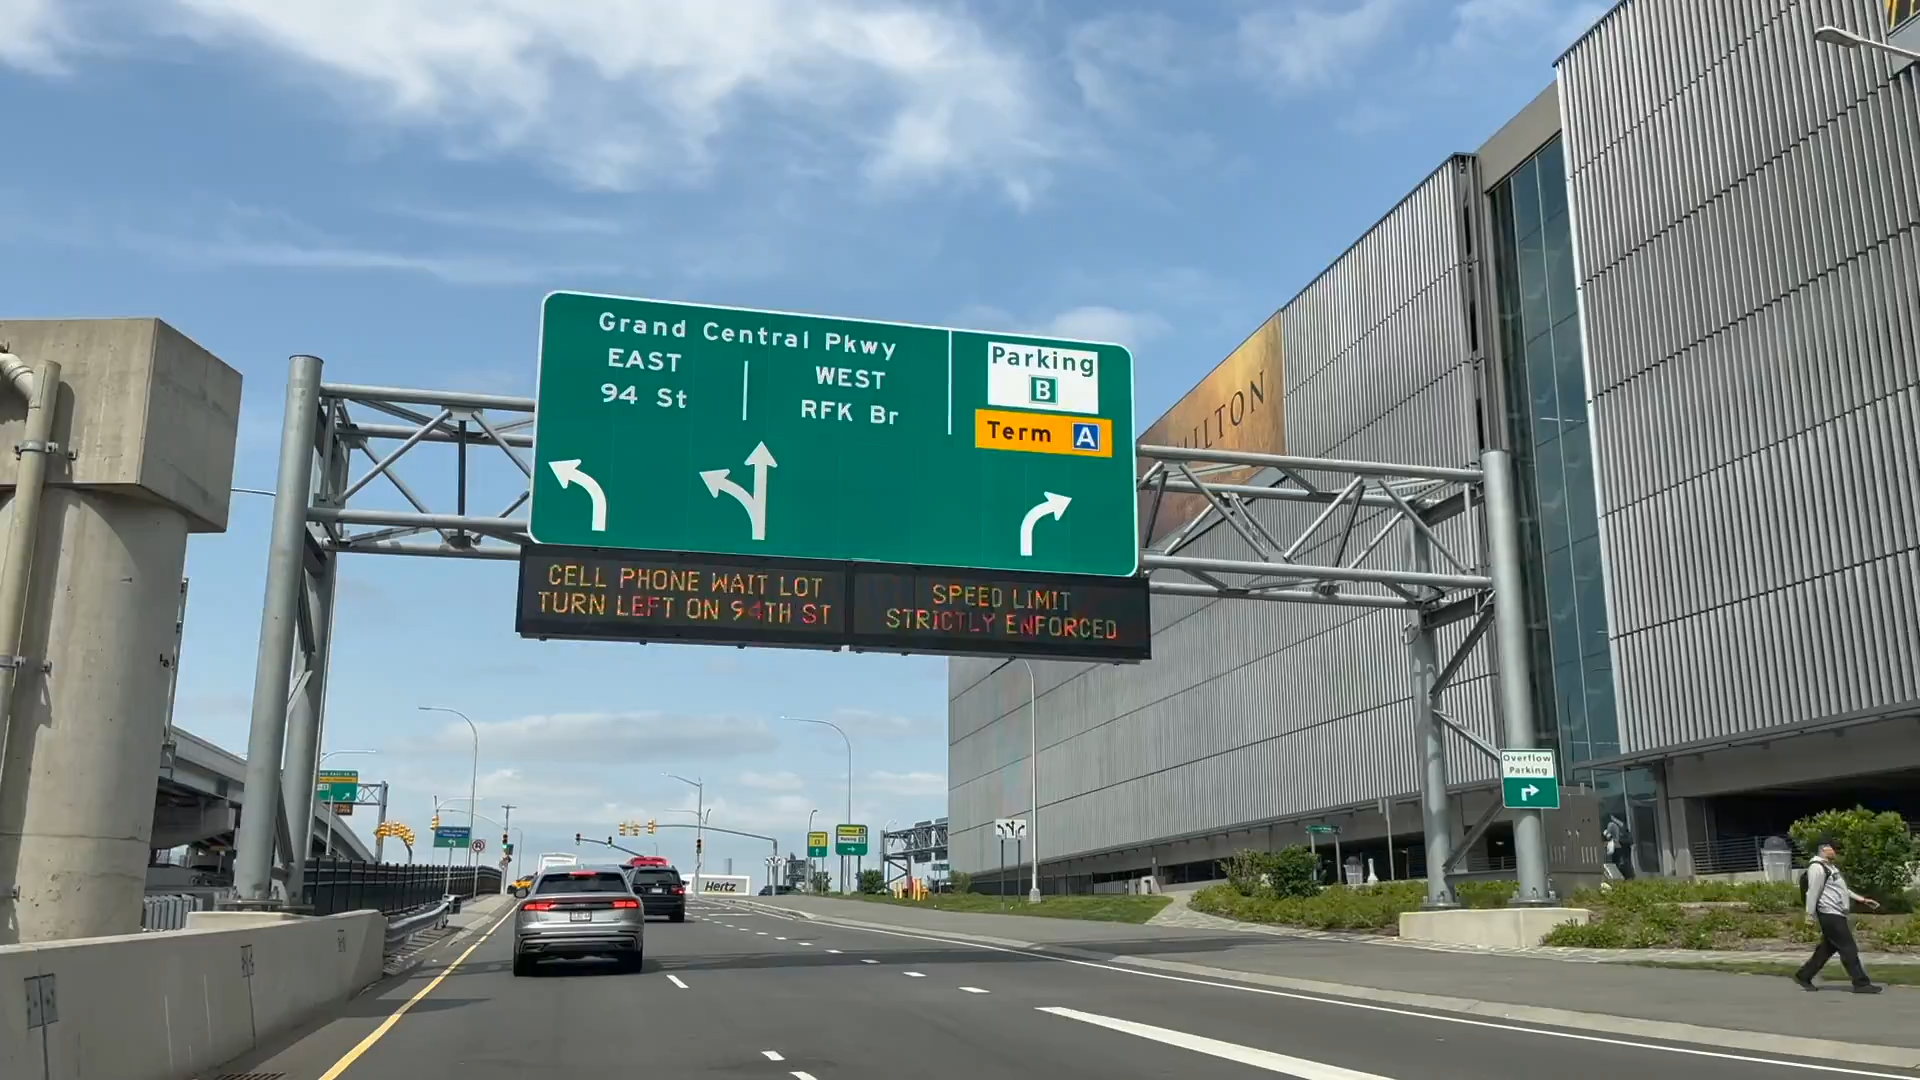 Grand Central Pkwy
EAST
94 St
WEST
RFK Br
Parking
B
Term A
CELL PHONE WAIT LOT
TURN LEFT ON 94TH ST
SPEED LIMIT
STRICTLY ENFORCED
Overflow
Parking
Hertz